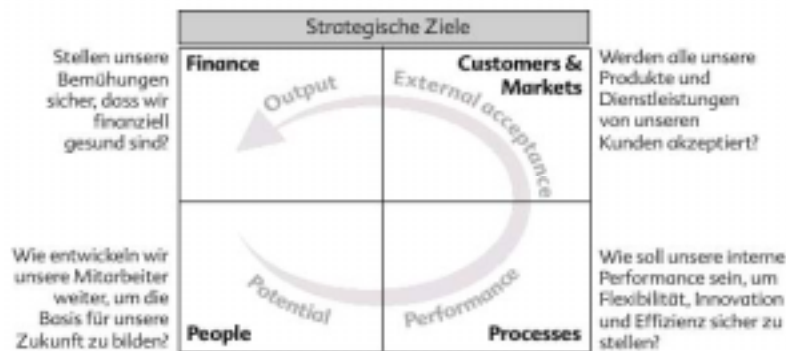 Strategische Ziele
Stellen unsere
Bemühungen
sicher, dass wir
finanziell
gesund sind?
Finance
Output
Customers &
Markets
External acceptance
Werden alle unsere
Produkte und
Dienstleistungen
von unseren
Kunden akzeptiert?
Wie entwickeln wir
unsere Mitarbeiter
weiter, um die
Basis für unsere
Zukunft zu bilden?
Potential
People
Performance
Processes
Wie soll unsere interne
Performance sein, um
Flexibilität, Innovation
und Effizienz sicher zu
stellen?